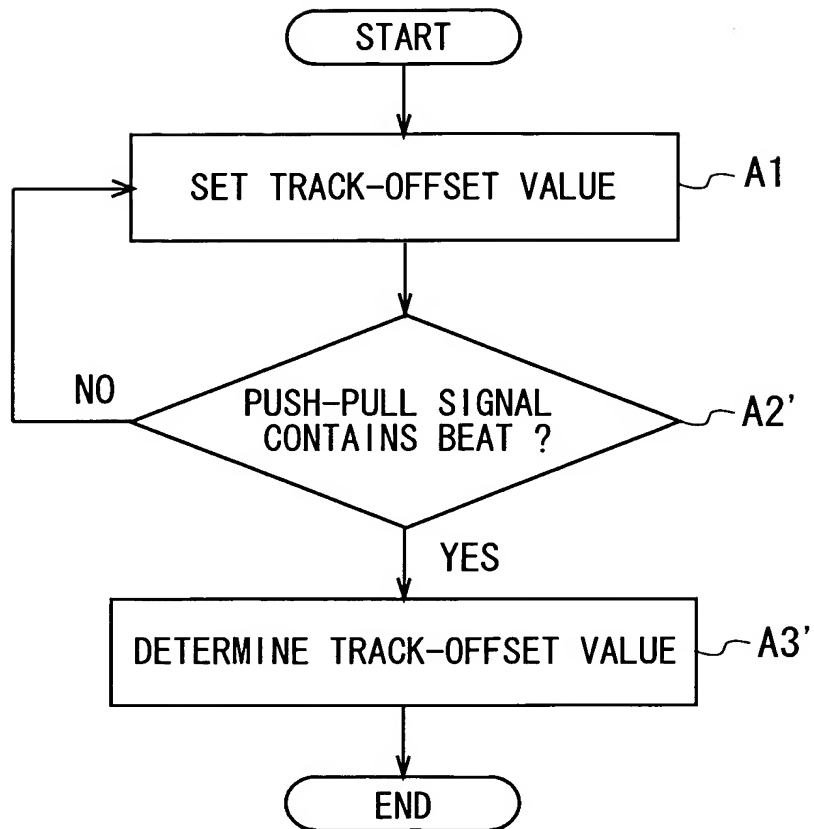 START
SET TRACK-OFFSET VALUE
A1
NO
PUSH-PULL SIGNAL
CONTAINS BEAT ?
A2'
YES
DETERMINE TRACK-OFFSET VALUE
A3'
END